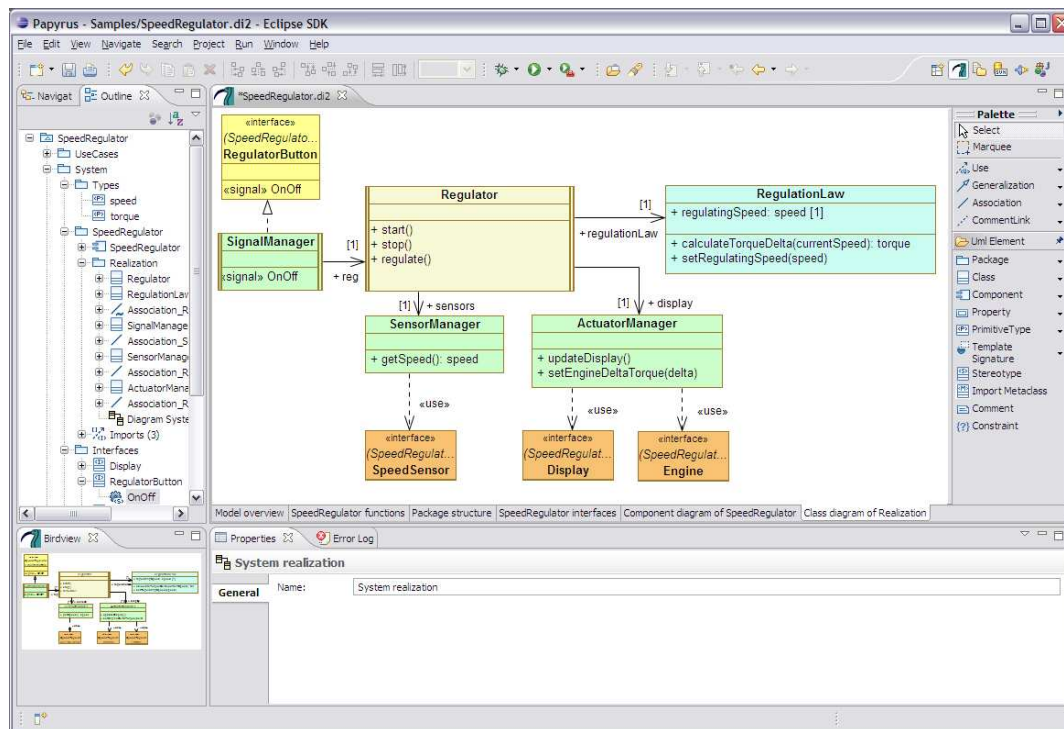 Papyrus - Samples/SpeedRegulator.di2 - Eclipse SDK
File Edit View Navigate Search Project Run Window Help
Navigat Outline
*SpeedRegulator.di2
SpeedRegulator
UseCases
System
Types
speed
torque
SpeedRegulator
SpeedRegulator
Realization
Regulator
RegulationLaw
Association_R
SignalManage
Association_S
SensorManag
Association_R
ActuatorMana
Association_R
Diagram Syste
Imports (3)
Interfaces
Display
RegulatorButton
OnOff
«interface»
(SpeedRegulato...
RegulatorButton
«signal» OnOff
SignalManager
«signal» OnOff
[1]
+ reg
Regulator
+ start()
+ stop()
+ regulate()
[1]
+ regulationLaw
RegulationLaw
+ regulatingSpeed: speed [1]
+ calculateTorqueDelta(currentSpeed): torque
+ setRegulatingSpeed(speed)
[1] + sensors
[1] + display
SensorManager
+ getSpeed(): speed
ActuatorManager
+ updateDisplay()
+ setEngineDeltaTorque(delta)
«use»
«use»
«use»
«interface»
(SpeedRegulat...
SpeedSensor
«interface»
(SpeedRegulat...
Display
«interface»
(SpeedRegulat...
Engine
Palette
Select
Marquee
Use
Generalization
Association
CommentLink
Uml Element
Package
Class
Component
Property
PrimitiveType
Template
Signature
Stereotype
Import Metaclass
Comment
Constraint
Model overview SpeedRegulator functions Package structure SpeedRegulator interfaces Component diagram of SpeedRegulator Class diagram of Realization
Birdview
Properties Error Log
System realization
General
Name: System realization